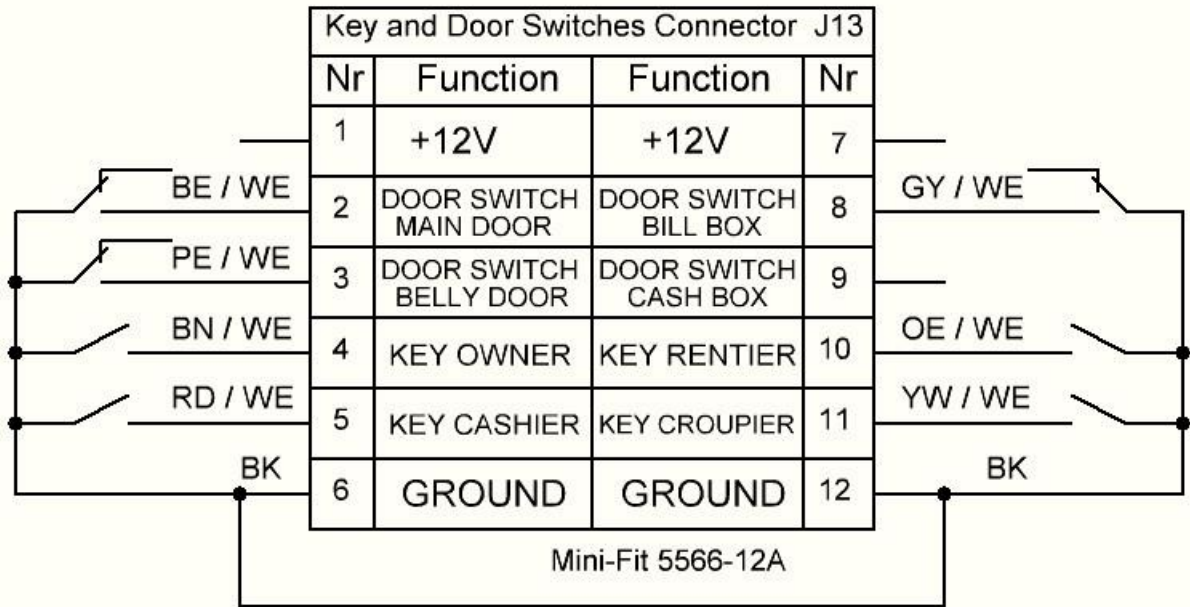 Key and Door Switches Connector J13
Nr Function Function Nr
1 +12V +12V 7
BE / WE 2 DOOR SWITCH MAIN DOOR DOOR SWITCH BILL BOX 8 GY / WE
PE / WE 3 DOOR SWITCH BELLY DOOR DOOR SWITCH CASH BOX 9
BN / WE 4 KEY OWNER KEY RENTIER 10 OE / WE
RD / WE 5 KEY CASHIER KEY CROUPIER 11 YW / WE
BK 6 GROUND GROUND 12 BK
Mini-Fit 5566-12A